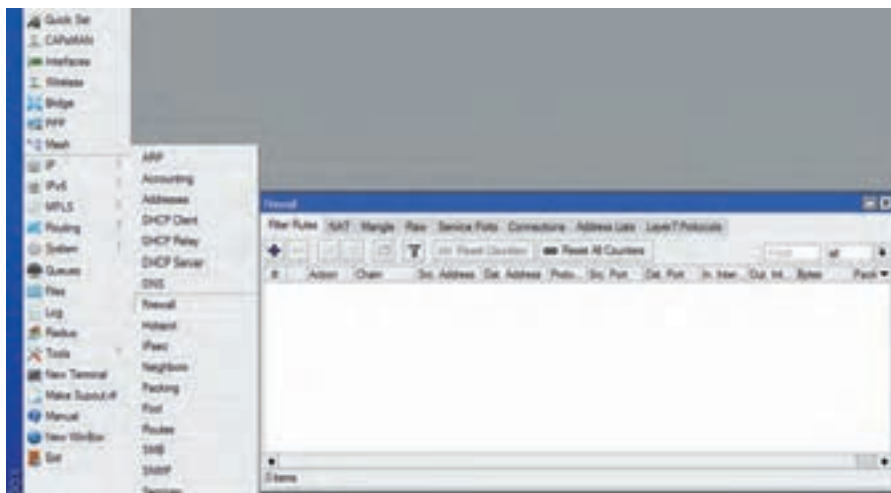 Quick Set
CAPsMAN
Interfaces
Wireless
Bridge
PPP
Mesh
IP
IPv6
MPLS
Routing
System
Queues
Files
Log
Radius
Tools
New Terminal
Make Supout.rif
Manual
New WinBox
Exit
ARP
Accounting
Addresses
DHCP Client
DHCP Relay
DHCP Server
DNS
Firewall
Hotspot
IPsec
Neighbors
Packing
Pool
Routes
SMB
SNMP
Services
Firewall
Filter Rules NAT Mangle Raw Service Ports Connections Address Lists Layer7 Protocols
Reset Counters Reset All Counters Find all
# Action Chain Src. Address Dst. Address Proto... Src. Port Dst. Port In. Inter... Out. Int... Bytes Pack
0 items